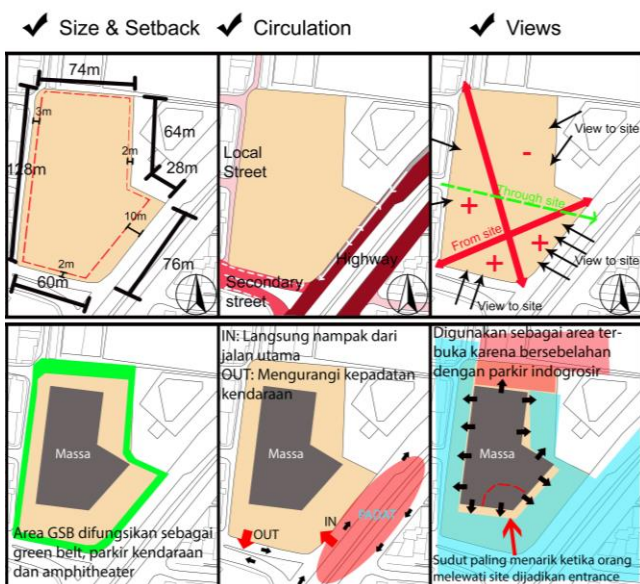 Size & Setback
Circulation
Views
74m
3m
2m
64m
28m
128m
10m
2m
60m
76m
Local
Street
Highway
Secondary
street
View to site
-
Through site
+
From site
+
+
View to site
View to site
Massa
Area GSB difungsikan sebagai
green belt, parkir kendaraan
dan amphitheater
IN: Langsung nampak dari
jalan utama
OUT: Mengurangi kepadatan
kendaraan
Massa
PADAT
IN
OUT
Digunakan sebagai area ter-
buka karena bersebelahan
dengan parkir indogrosir
Massa
Sudut paling menarik ketika orang
melewati site dijadikan entrance